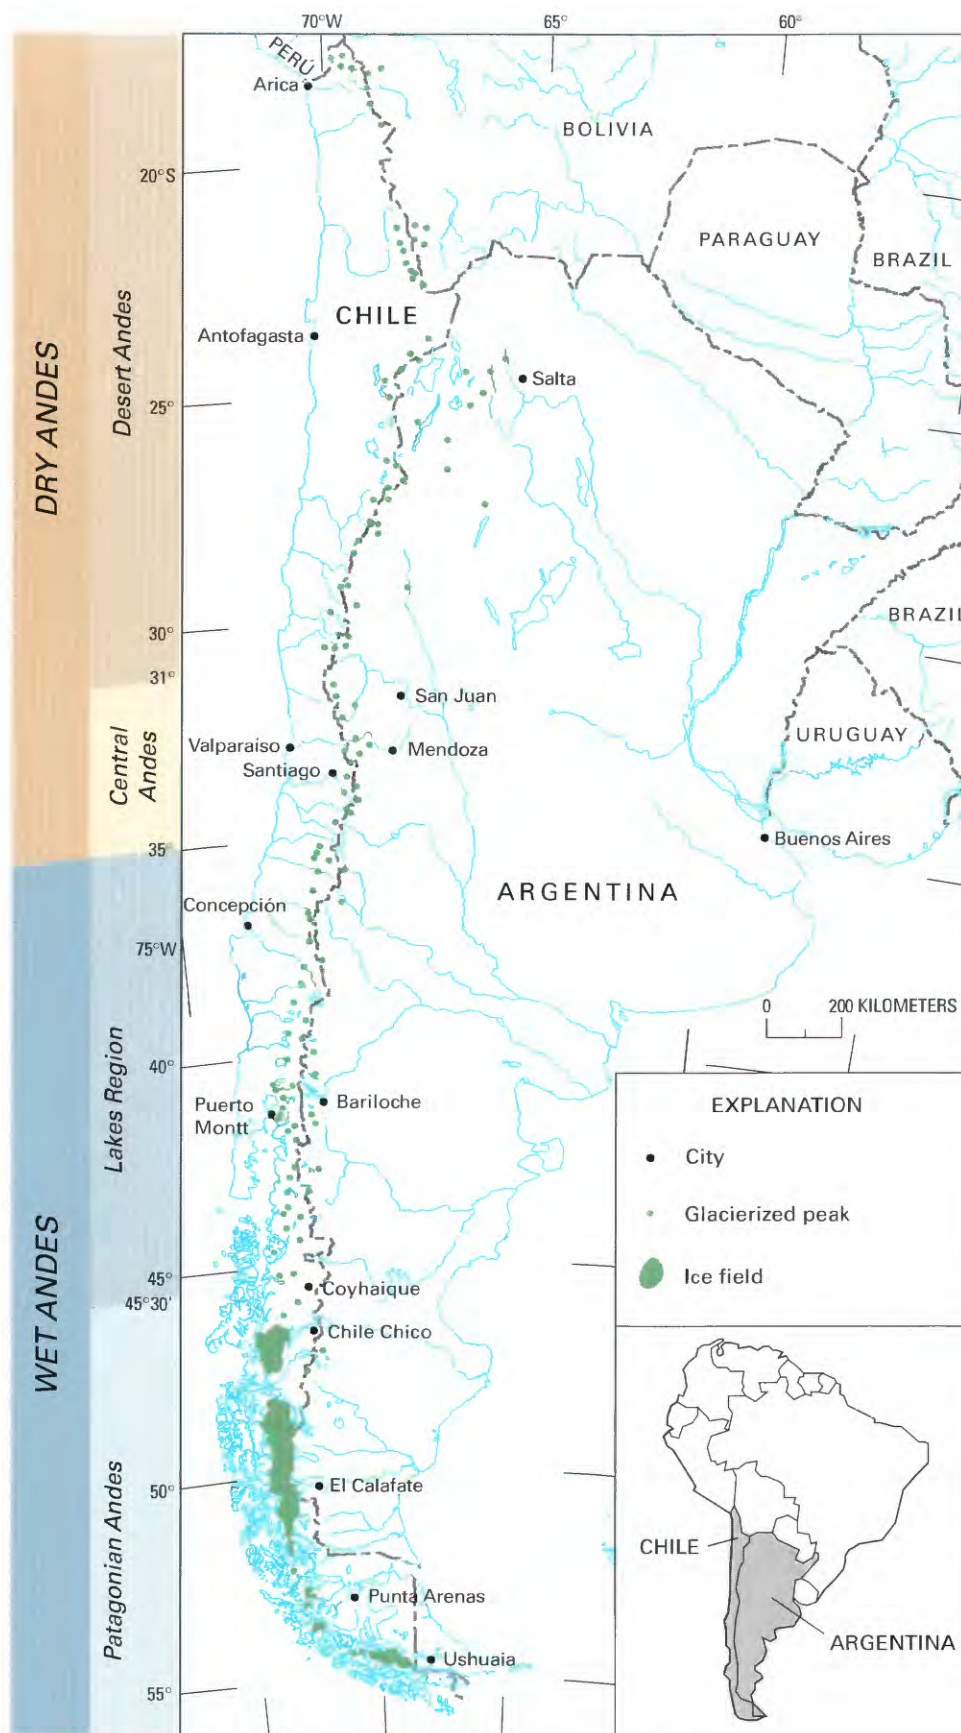 70°W
65°
60°
PERÚ
Arica
BOLIVIA
20°S
PARAGUAY
BRAZIL
CHILE
Antofagasta
Salta
25°
DRY ANDES
Desert Andes
BRAZIL
30°
31°
San Juan
URUGUAY
Valparaíso
Mendoza
Santiago
Central
Andes
Buenos Aires
35°
ARGENTINA
Concepción
75°W
0
200 KILOMETERS
Lakes Region
40°
Bariloche
Puerto
Montt
EXPLANATION
City
Glacierized peak
Ice field
WET ANDES
45°
45°30'
Coyhaique
Chile Chico
50°
El Calafate
Patagonian Andes
CHILE
Punta Arenas
ARGENTINA
Ushuaia
55°